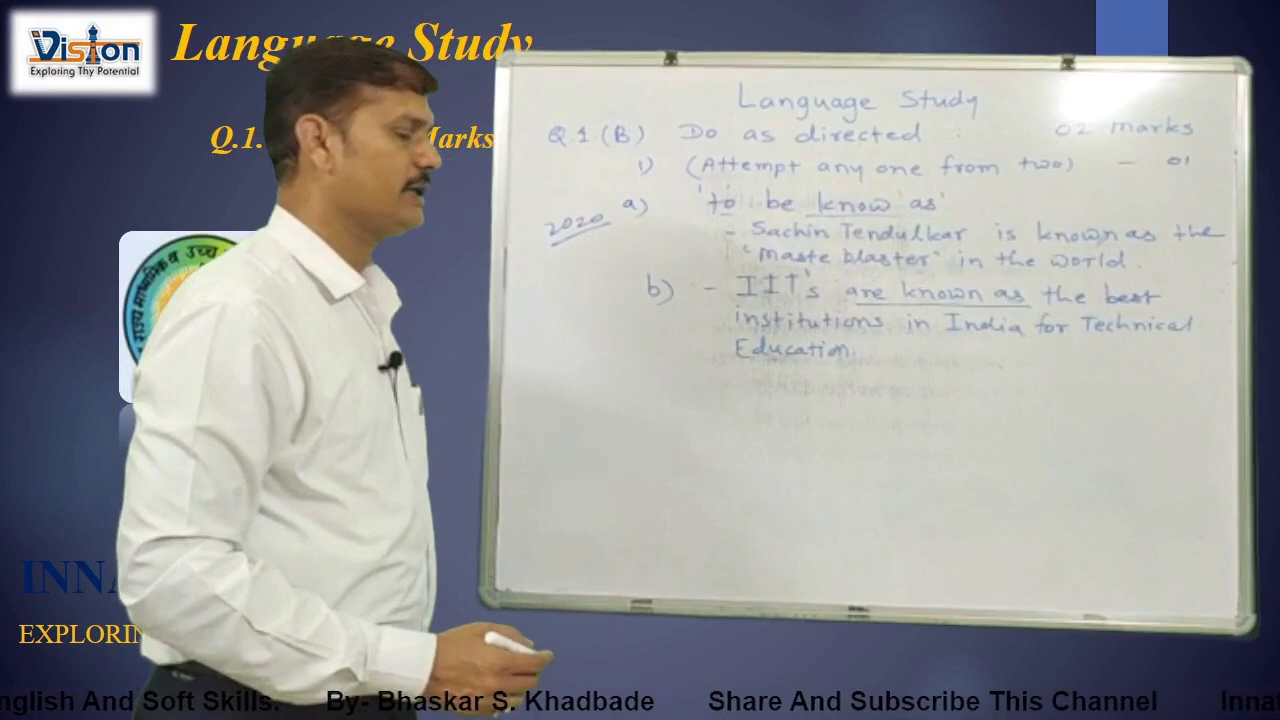 Vision
Exploring Thy Potential
Language Study
Q.1.
Marks
राज्य माध्यमिक व उच्च
INNA
EXPLORIN
Language Study
Q.1 (B) Do as directed . 02 Marks
1) (Attempt any one from two) - 01
2020
a) 'to be know as'
- Sachin Tendulkar is known as the
'maste blaster' in the world.
b) - IIT's are known as the best
institutions in India for Technical
Education.
nglish And Soft Skills. By- Bhaskar S. Khadbade Share And Subscribe This Channel Inna